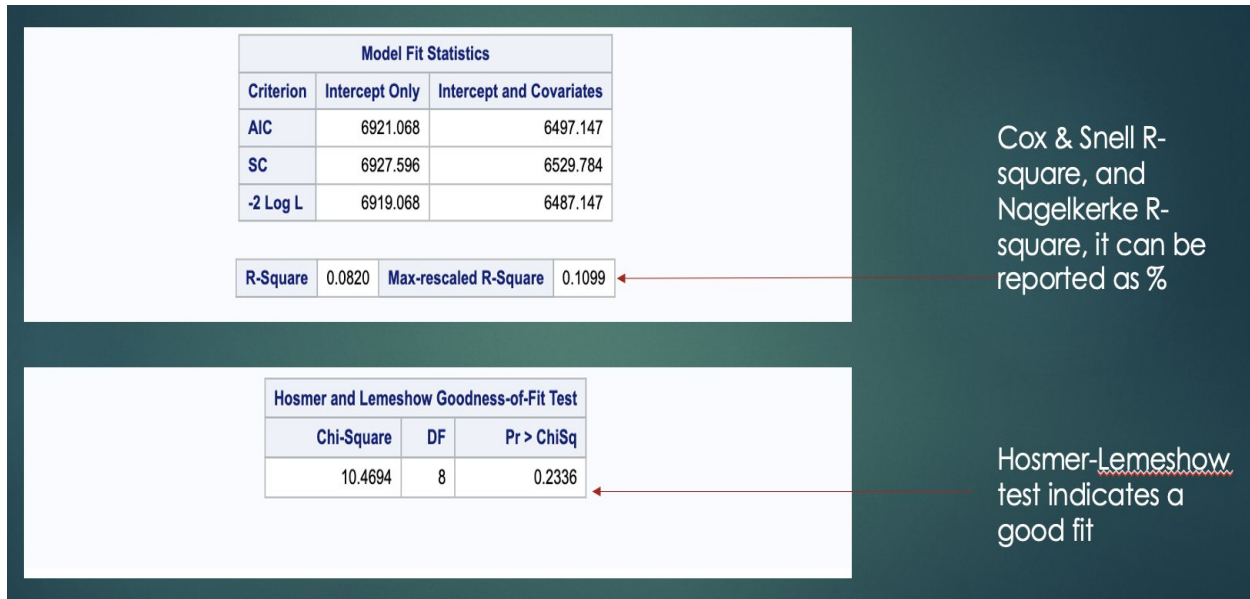 Model Fit Statistics
Criterion Intercept Only Intercept and Covariates
AIC 6921.068 6497.147
SC 6927.596 6529.784
-2 Log L 6919.068 6487.147
R-Square 0.0820 Max-rescaled R-Square 0.1099
Cox & Snell R-
square, and
Nagelkerke R-
square, it can be
reported as %
Hosmer and Lemeshow Goodness-of-Fit Test
Chi-Square DF Pr > ChiSq
10.4694 8 0.2336
Hosmer-Lemeshow
test indicates a
good fit